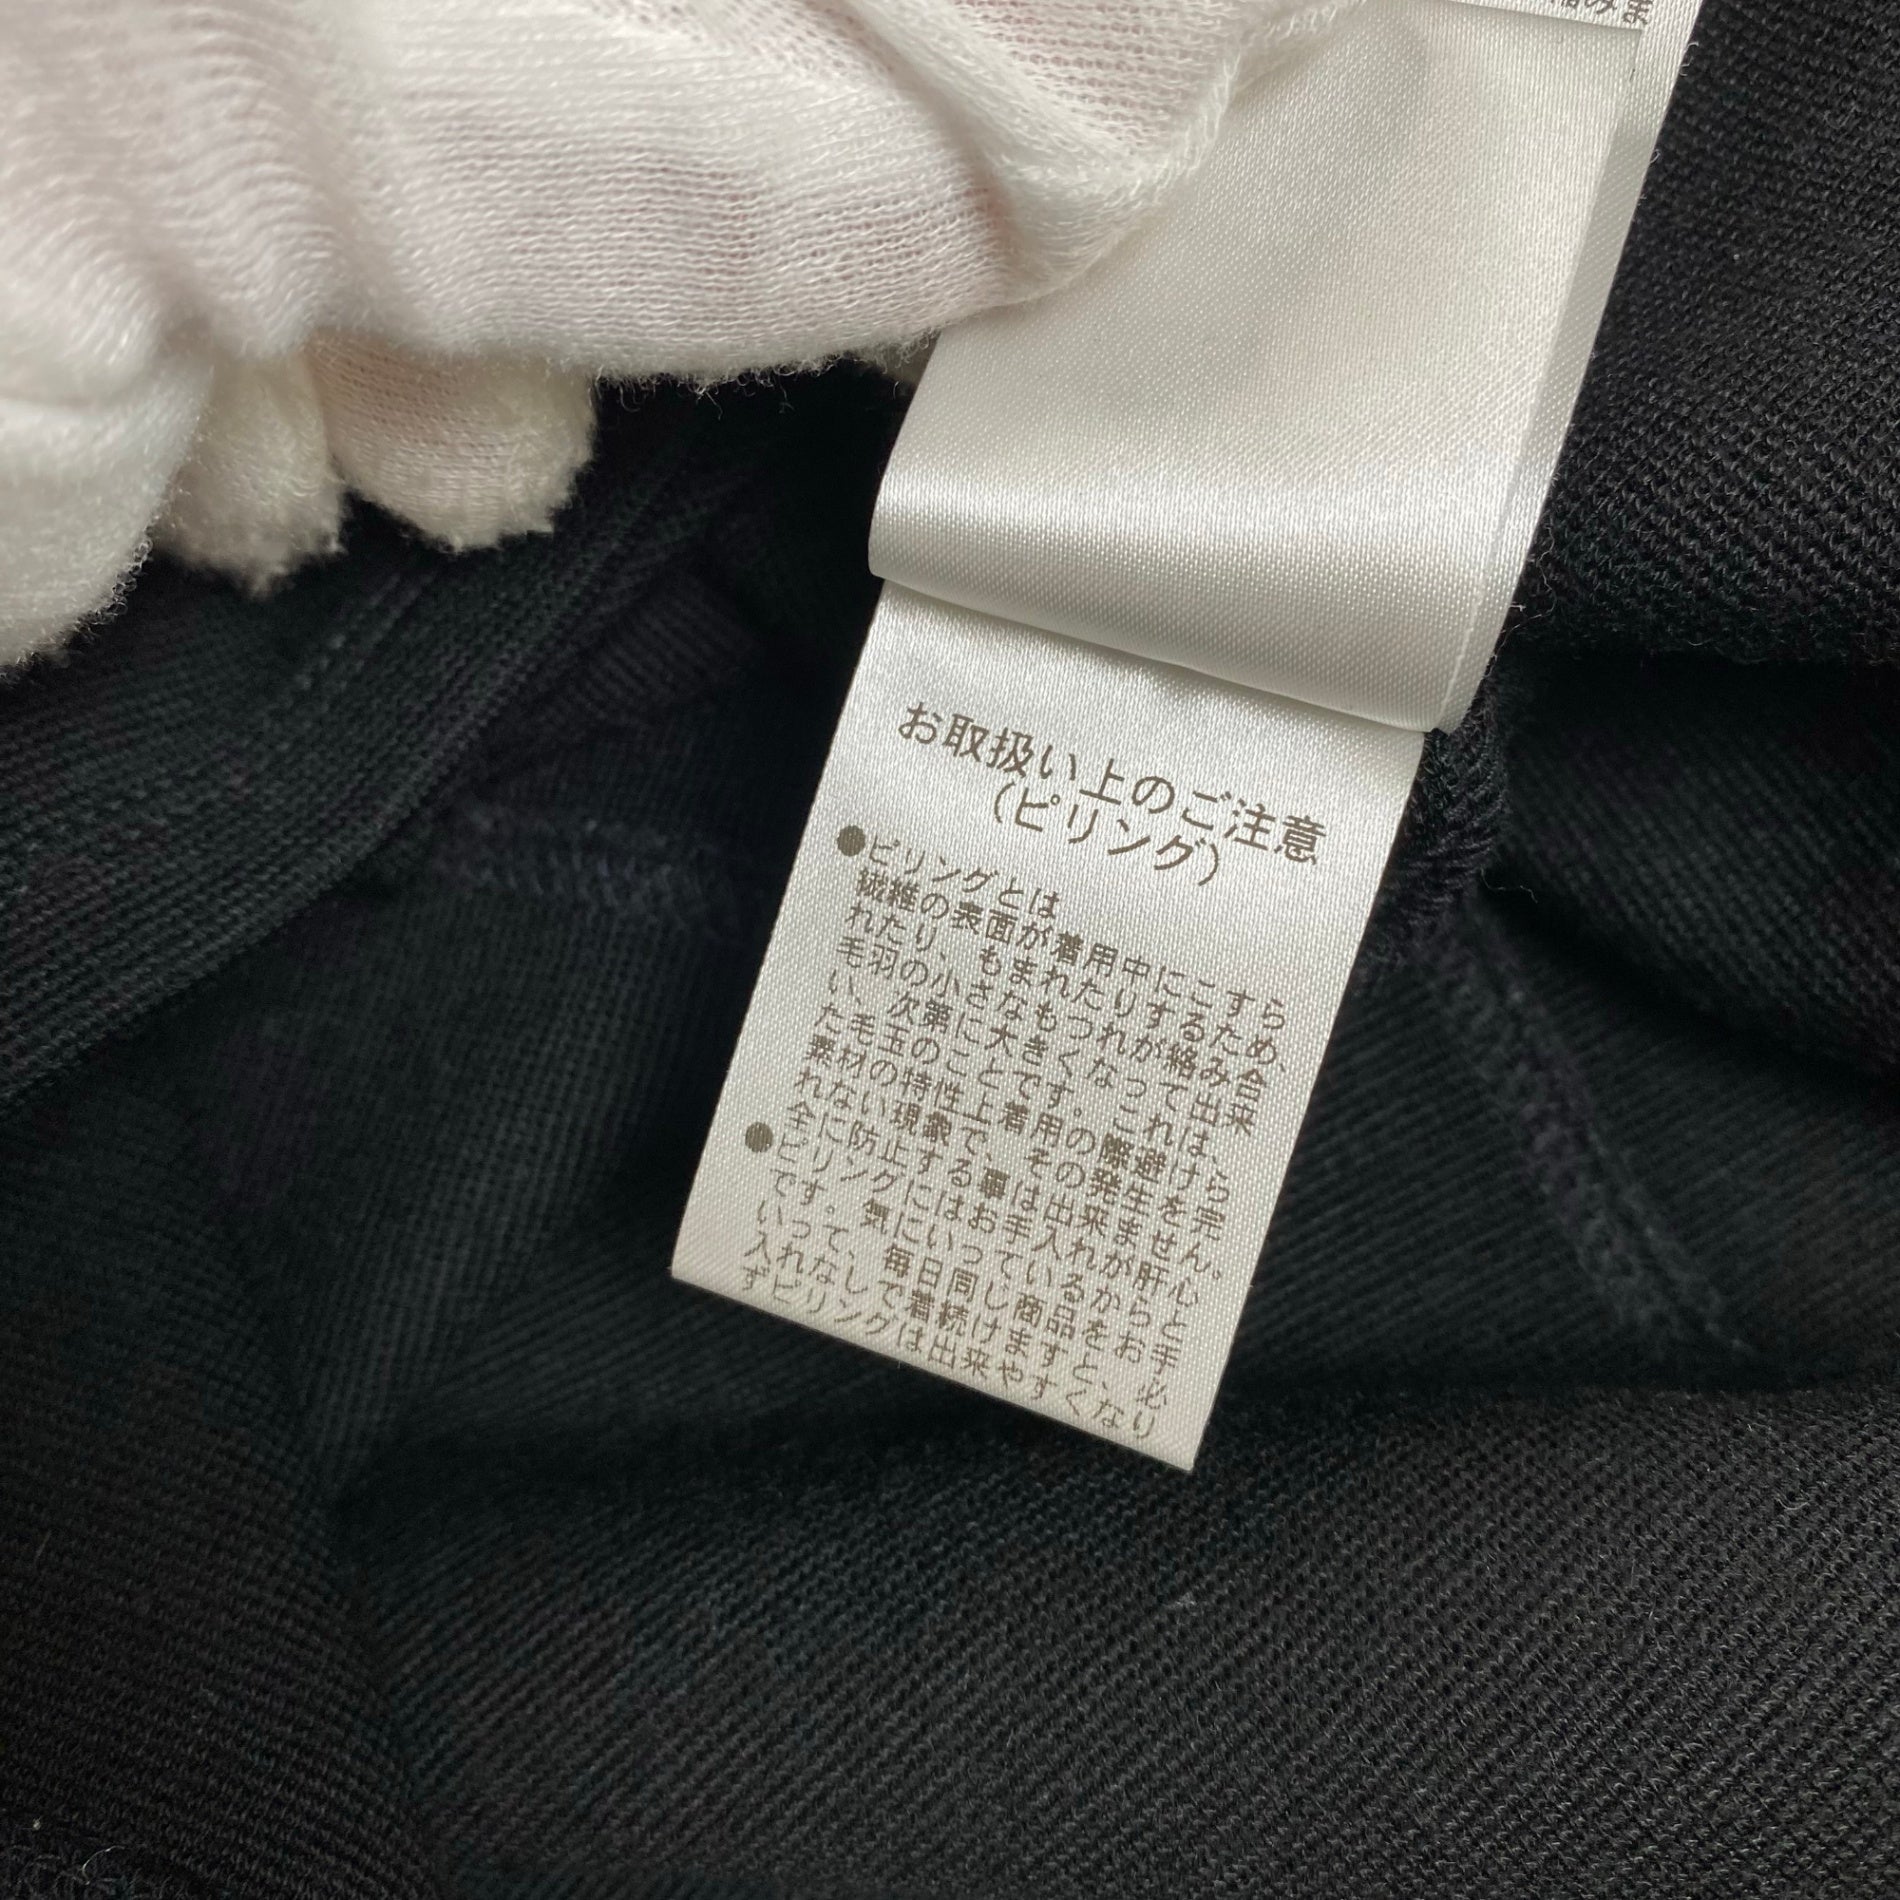 お取扱い上のご注意
（ピリング）
●ピリングとは
繊維の表面が着用中にこすら
れたり、もまれたりするため、
毛羽の小さなもつれが絡み合
い、次第に大きくなって出来
た毛玉のことです。これは、
素材の特性上着用の際避けら
れない現象で、その発生を完
全に防止する事は出来ません。
●ピリングにはお手入れが肝心
です。気にいっているからと
いって、毎日同じ商品をお手
入れなしで着続けますと、必
ずピリングは出来やすくなり